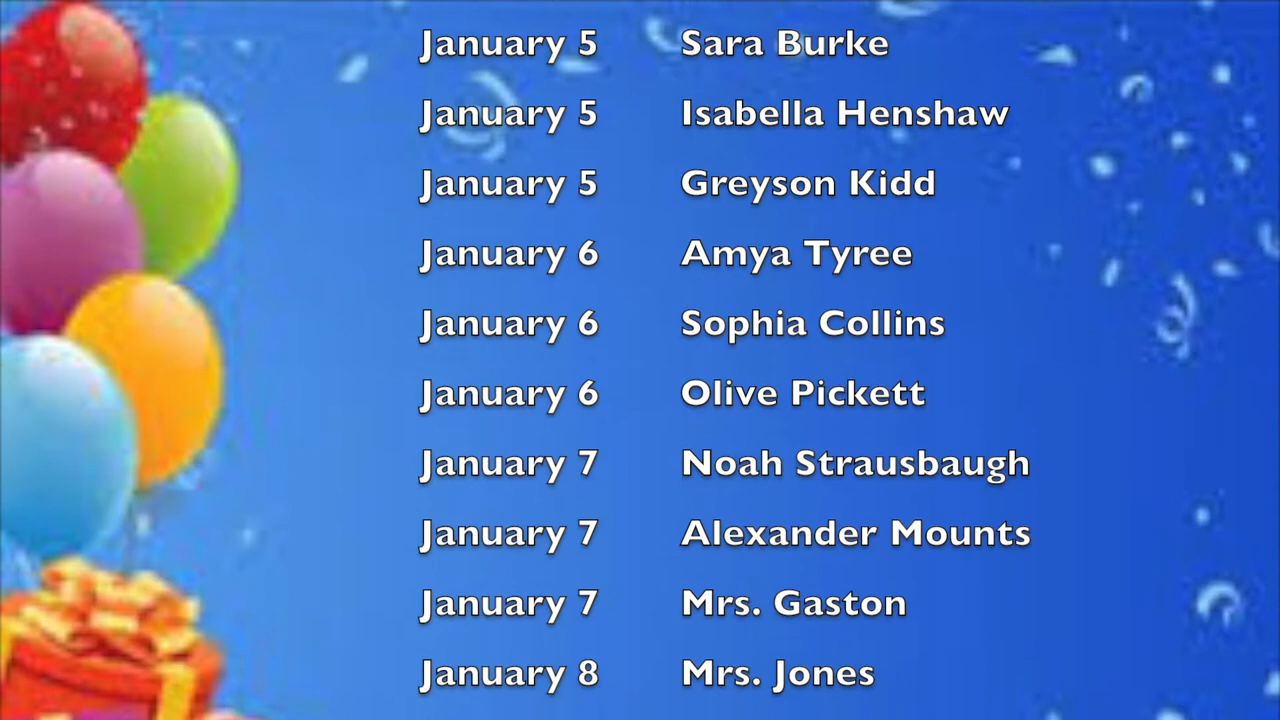 January 5 Sara Burke
January 5 Isabella Henshaw
January 5 Greyson Kidd
January 6 Amya Tyree
January 6 Sophia Collins
January 6 Olive Pickett
January 7 Noah Strausbaugh
January 7 Alexander Mounts
January 7 Mrs. Gaston
January 8 Mrs. Jones